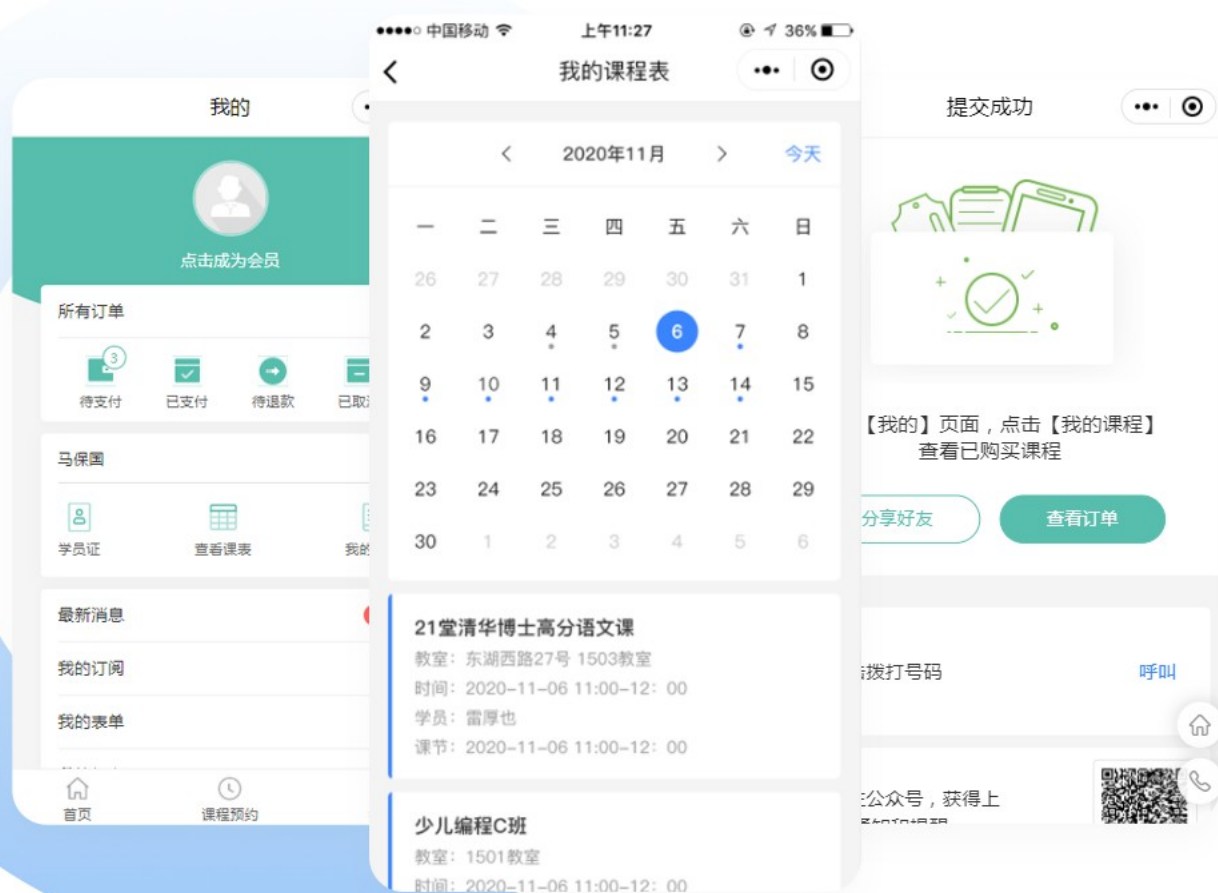 我的
点击成为会员
所有订单
3
待支付 已支付 待退款
马保国
学员证 查看课表
最新消息
我的订阅
我的表单
首页 课程预约
中国移动 上午11:27 36%
我的课程表
2020年11月 今天
一 二 三 四 五 六 日
26 27 28 29 30 31 1
2 3 4 5 6 7 8
9 10 11 12 13 14 15
16 17 18 19 20 21 22
23 24 25 26 27 28 29
30 1 2 3 4 5 6
21堂清华博士高分语文课
教室：东湖西路27号 1503教室
时间：2020-11-06 11:00-12：00
学员：雷厚也
课节：2020-11-06 11:00-12：00
少儿编程C班
教室：1501教室
时间：2020-11-06 11:00-12：00
提交成功
【我的】页面，点击【我的课程】
查看已购买课程
分享好友 查看订单
拨打号码 呼叫
公众号，获得上